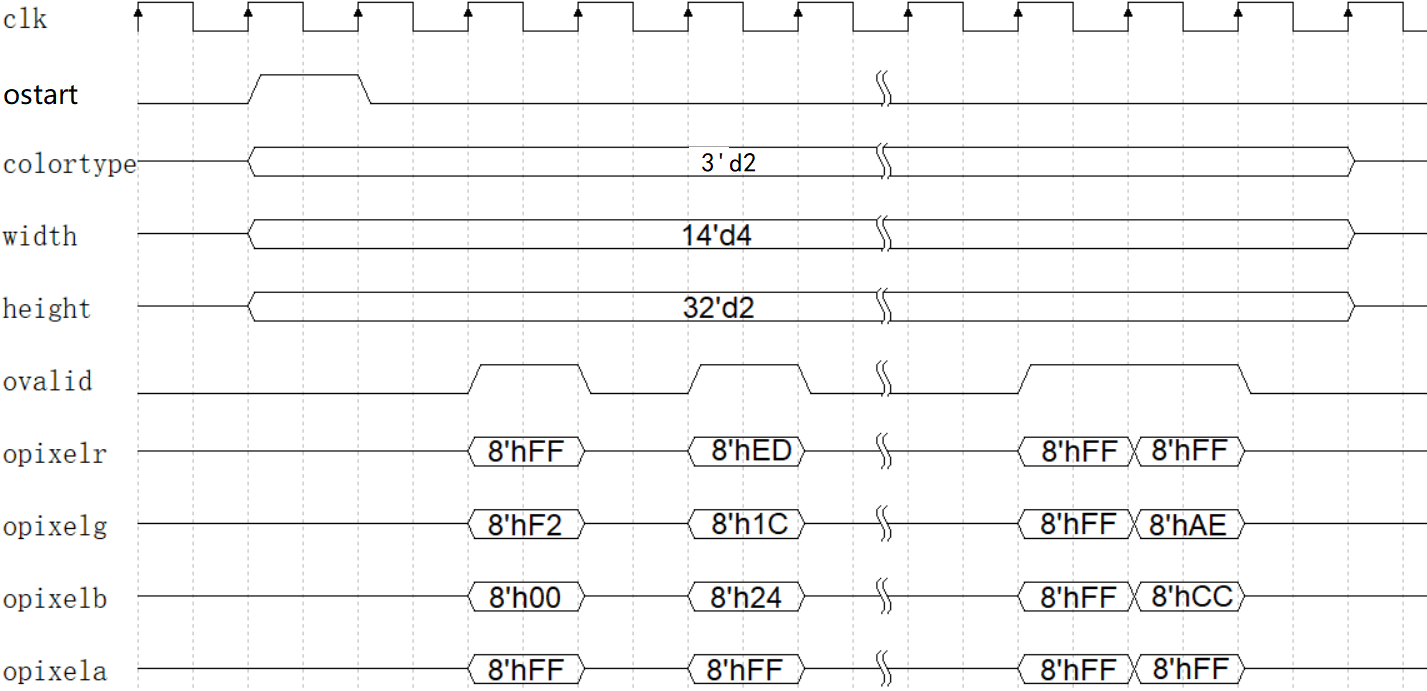 clk
ostart
colortype 3'd2
width 14'd4
height 32'd2
ovalid
opixelr 8'hFF 8'hED 8'hFF 8'hFF
opixelg 8'hF2 8'h1C 8'hFF 8'hAE
opixelb 8'h00 8'h24 8'hFF 8'hCC
opixela 8'hFF 8'hFF 8'hFF 8'hFF